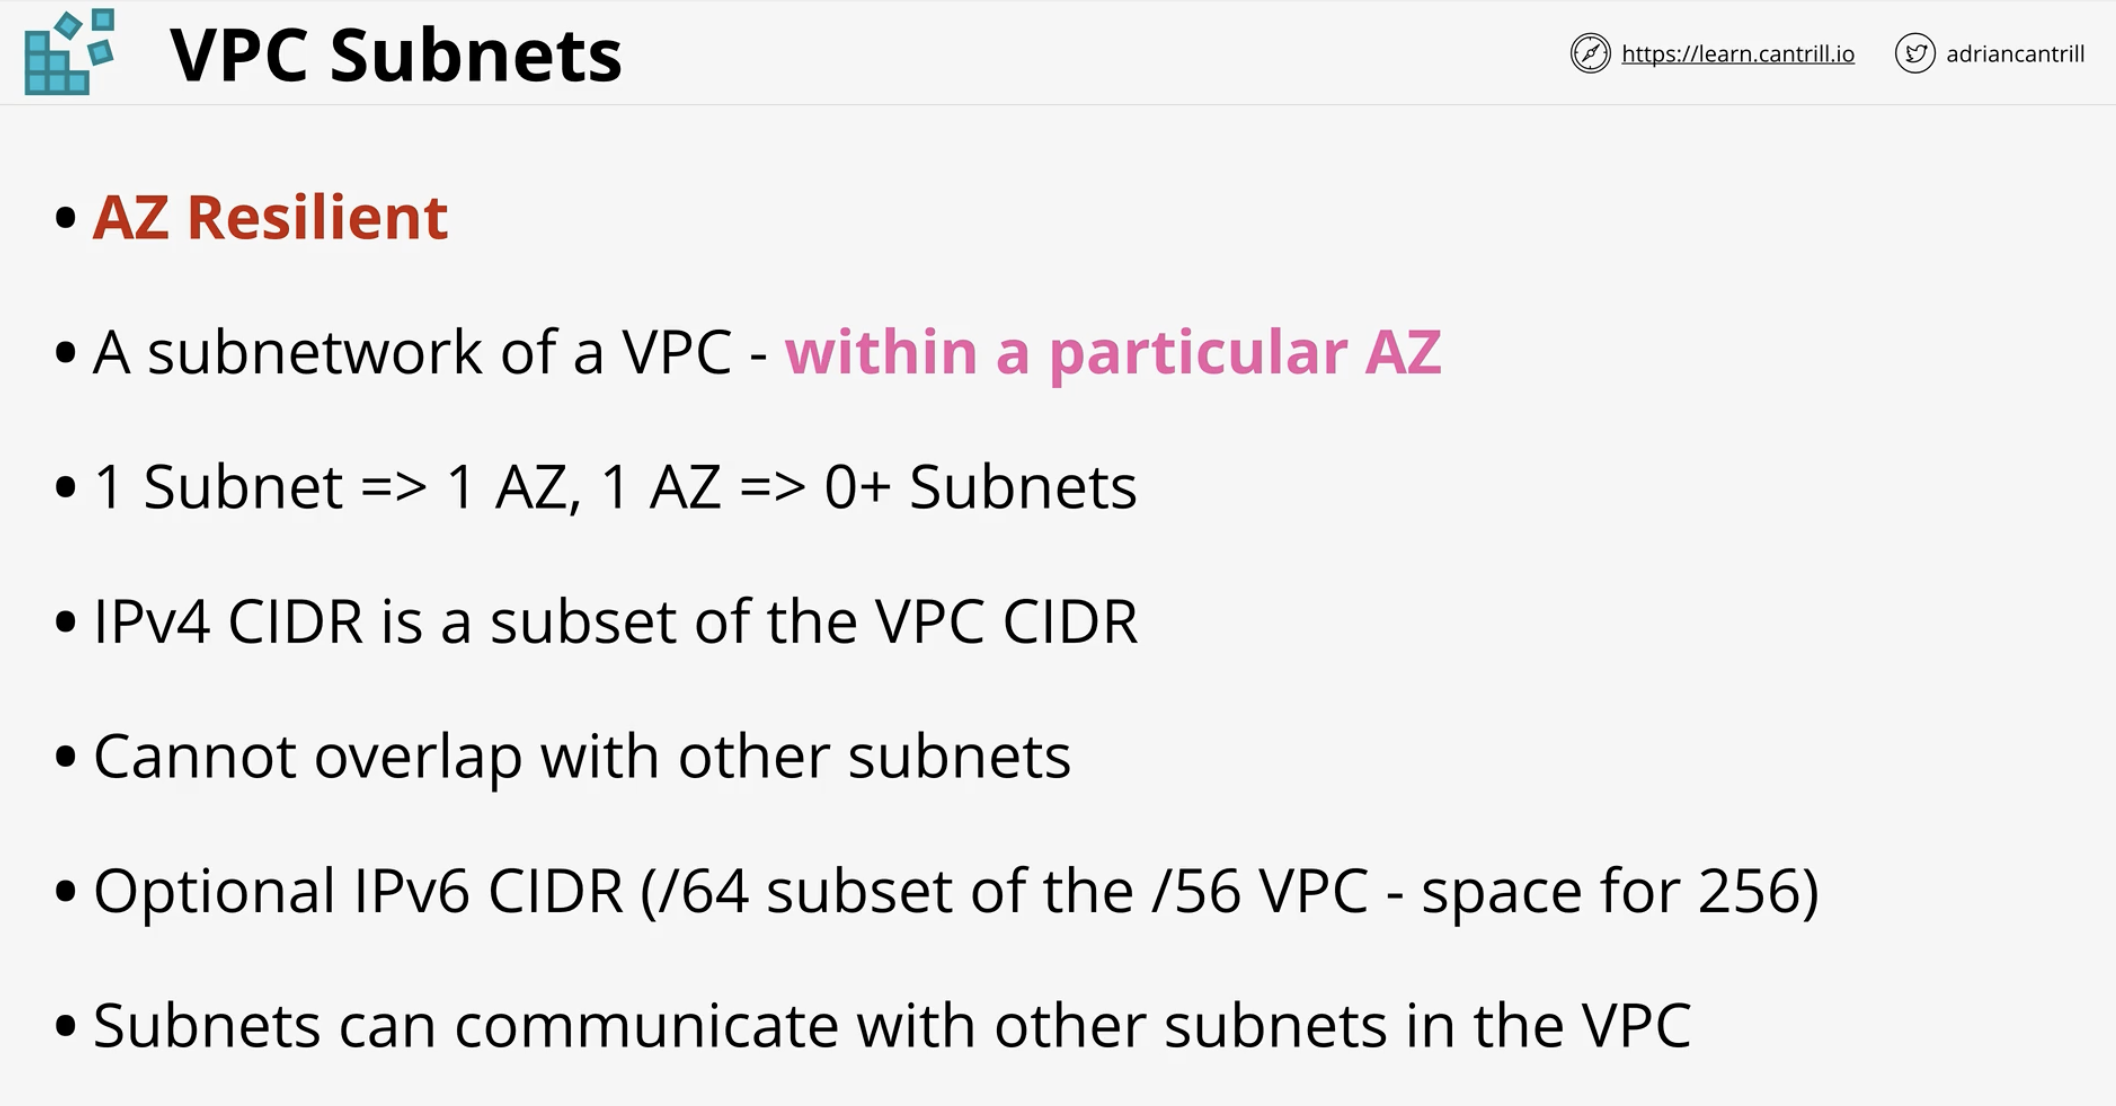 VPC Subnets
https://learn.cantrill.io
adriancantrill
• AZ Resilient
• A subnetwork of a VPC - within a particular AZ
• 1 Subnet => 1 AZ, 1 AZ => 0+ Subnets
• IPv4 CIDR is a subset of the VPC CIDR
• Cannot overlap with other subnets
• Optional IPv6 CIDR (/64 subset of the /56 VPC - space for 256)
• Subnets can communicate with other subnets in the VPC